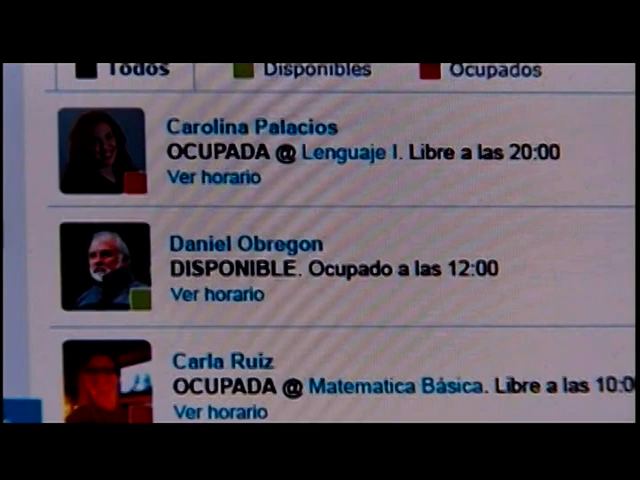 Todos Disponibles Ocupados
Carolina Palacios
OCUPADA @ Lenguaje I. Libre a las 20:00
Ver horario
Daniel Obregon
DISPONIBLE. Ocupado a las 12:00
Ver horario
Carla Ruiz
OCUPADA @ Matematica Básica. Libre a las 10:0
Ver horario